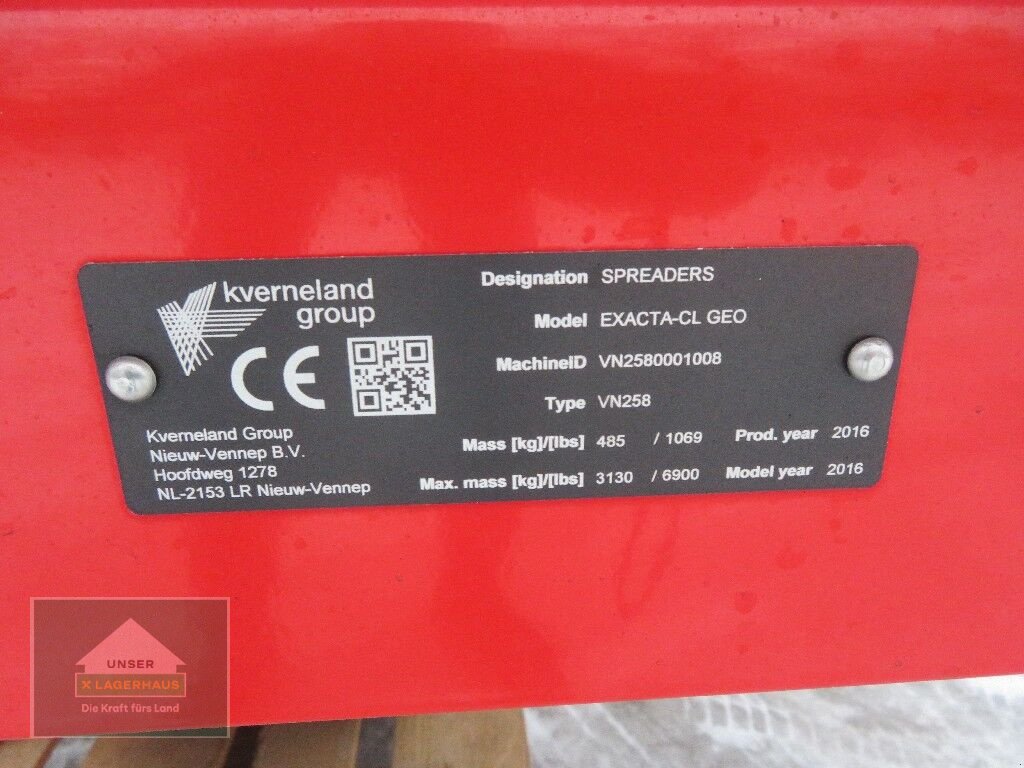 kverneland
group
CE
Kverneland Group
Nieuw-Vennep B.V.
Hoofdweg 1278
NL-2153 LR Nieuw-Vennep
Designation SPREADERS
Model EXACTA-CL GEO
MachineID VN2580001008
Type VN258
Mass [kg]/[lbs] 485 / 1069 Prod. year 2016
Max. mass [kg]/[lbs] 3130 / 6900 Model year 2016
UNSER
X LAGERHAUS
Die Kraft fürs Land